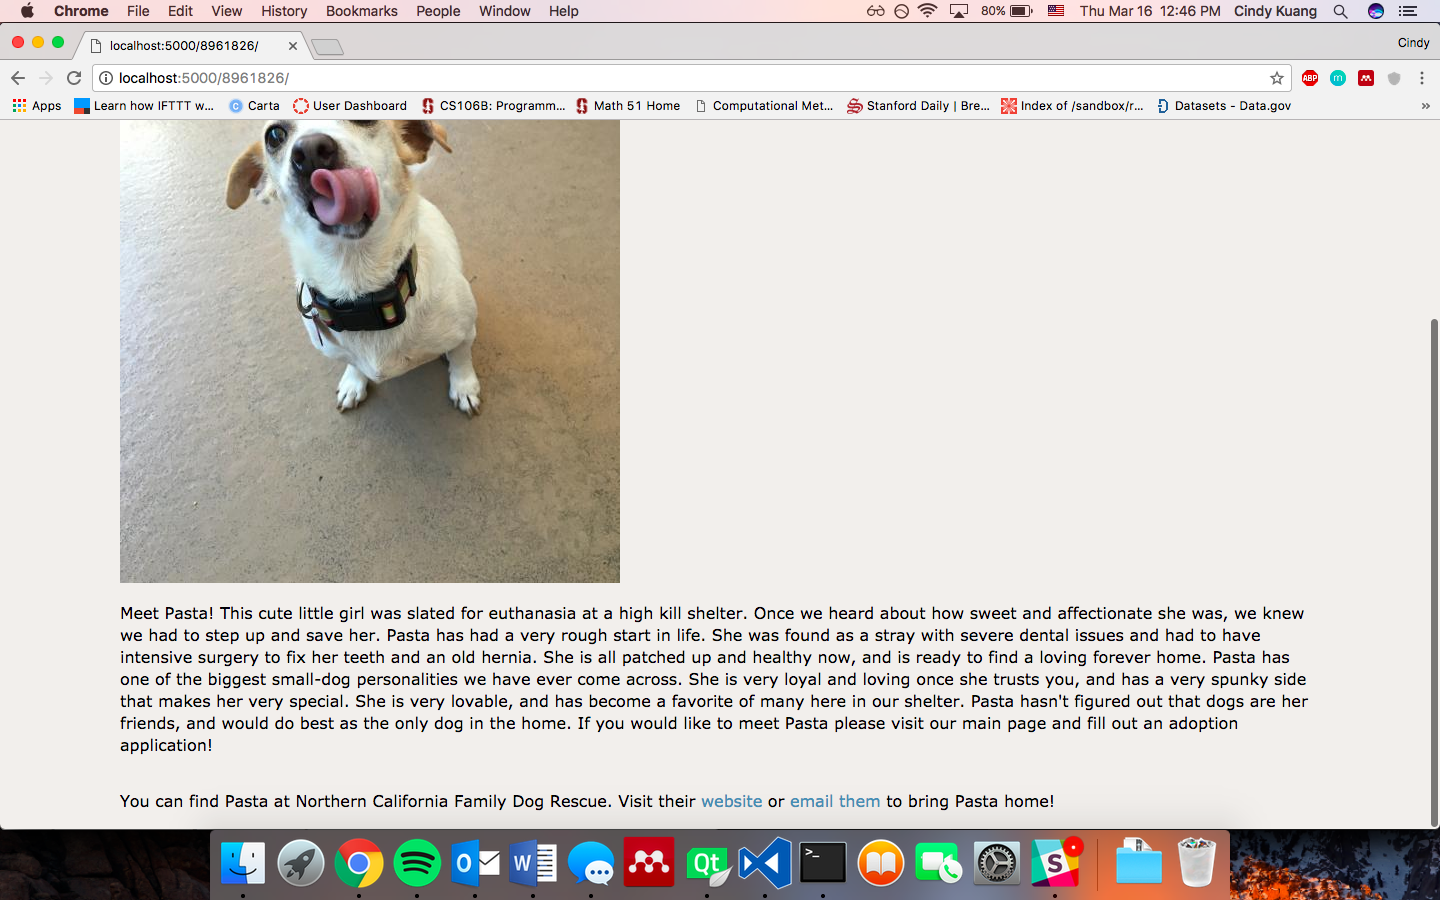 Chrome File Edit View History Bookmarks People Window Help 80% Thu Mar 16 12:46 PM Cindy Kuang
localhost:5000/8961826/ Cindy
localhost:5000/8961826/ ABP m
Apps Learn how IFTTT w... C Carta User Dashboard CS106B: Programm... Math 51 Home Computational Met... Stanford Daily | Bre... Index of /sandbox/r... Datasets - Data.gov »
Meet Pasta! This cute little girl was slated for euthanasia at a high kill shelter. Once we heard about how sweet and affectionate she was, we knew
we had to step up and save her. Pasta has had a very rough start in life. She was found as a stray with severe dental issues and had to have
intensive surgery to fix her teeth and an old hernia. She is all patched up and healthy now, and is ready to find a loving forever home. Pasta has
one of the biggest small-dog personalities we have ever come across. She is very loyal and loving once she trusts you, and has a very spunky side
that makes her very special. She is very lovable, and has become a favorite of many here in our shelter. Pasta hasn't figured out that dogs are her
friends, and would do best as the only dog in the home. If you would like to meet Pasta please visit our main page and fill out an adoption
application!
You can find Pasta at Northern California Family Dog Rescue. Visit their website or email them to bring Pasta home!
O W Qt >_ S